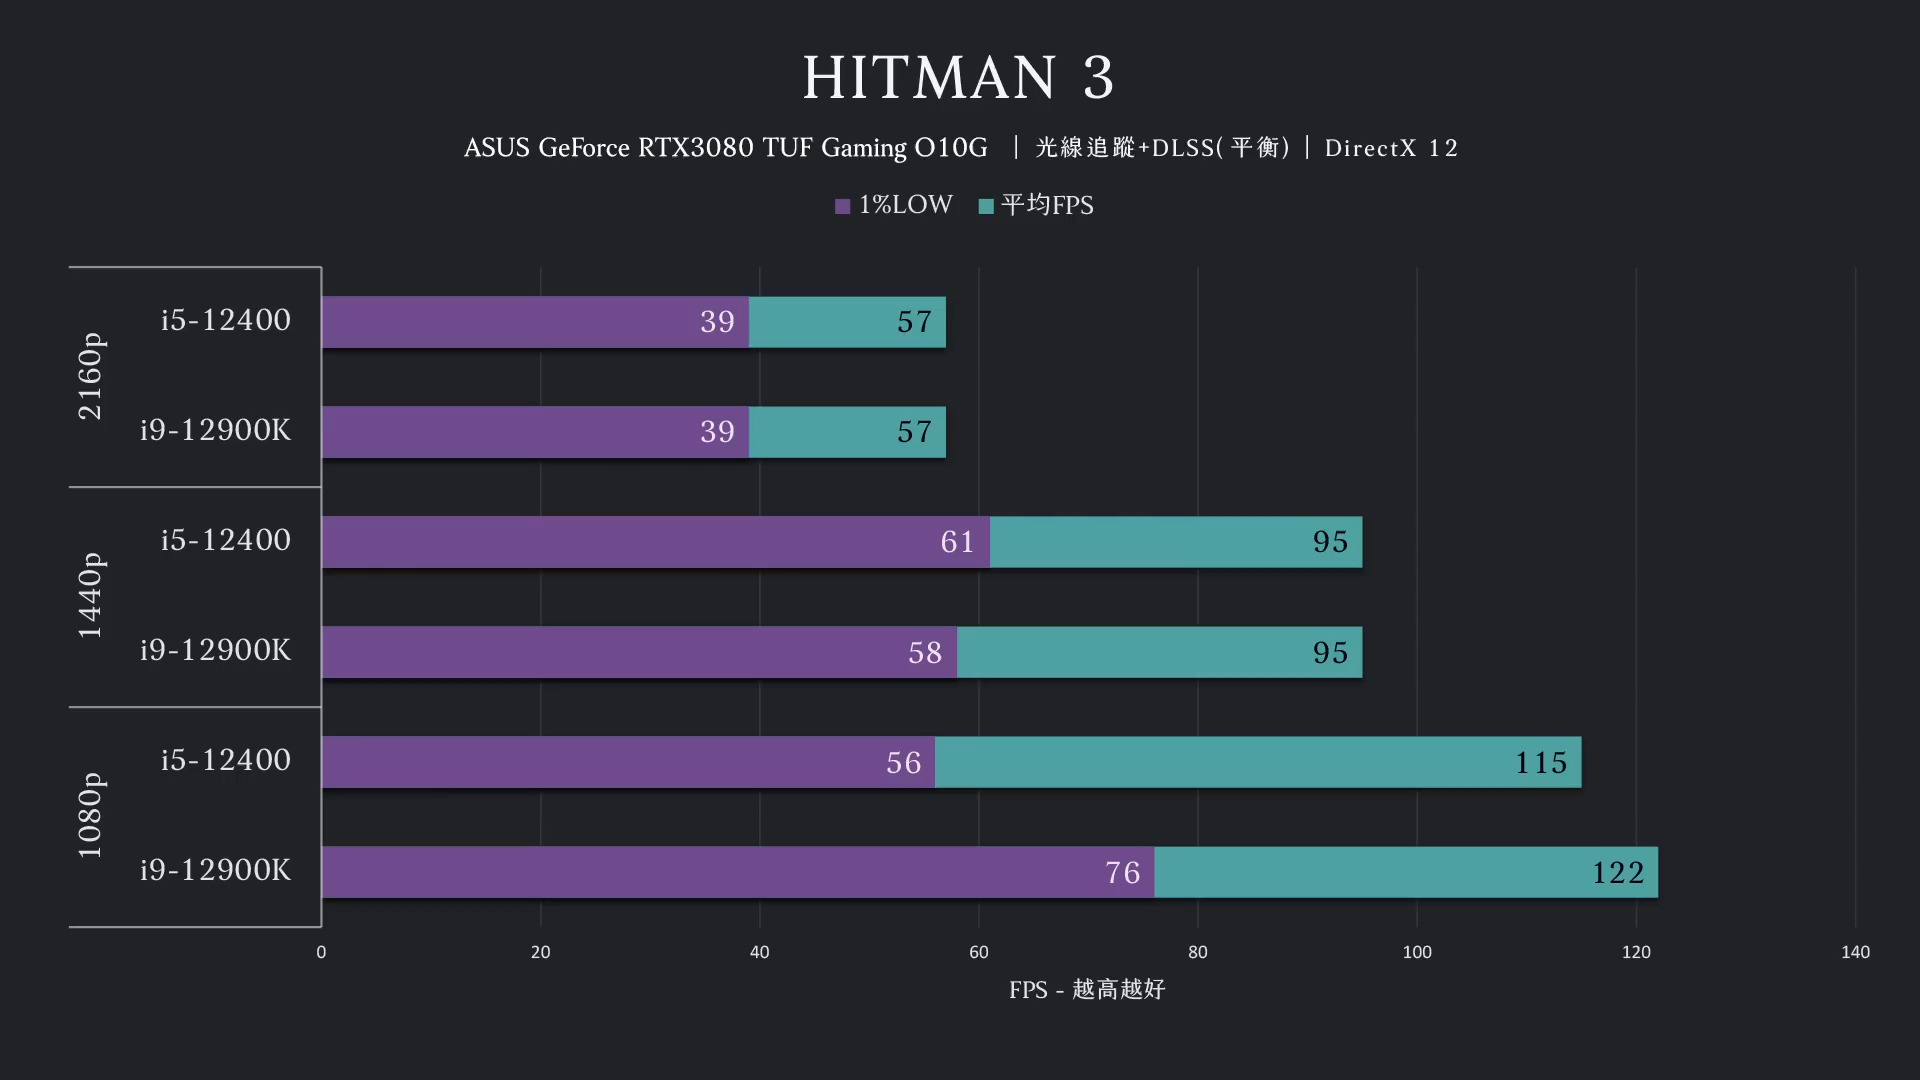 HITMAN 3
ASUS GeForce RTX3080 TUF Gaming O10G | 光線追蹤+DLSS(平衡) | DirectX 12
1%LOW 平均FPS
2160p
i5-12400 39 57
i9-12900K 39 57
1440p
i5-12400 61 95
i9-12900K 58 95
1080p
i5-12400 56 115
i9-12900K 76 122
0 20 40 60 80 100 120 140
FPS - 越高越好